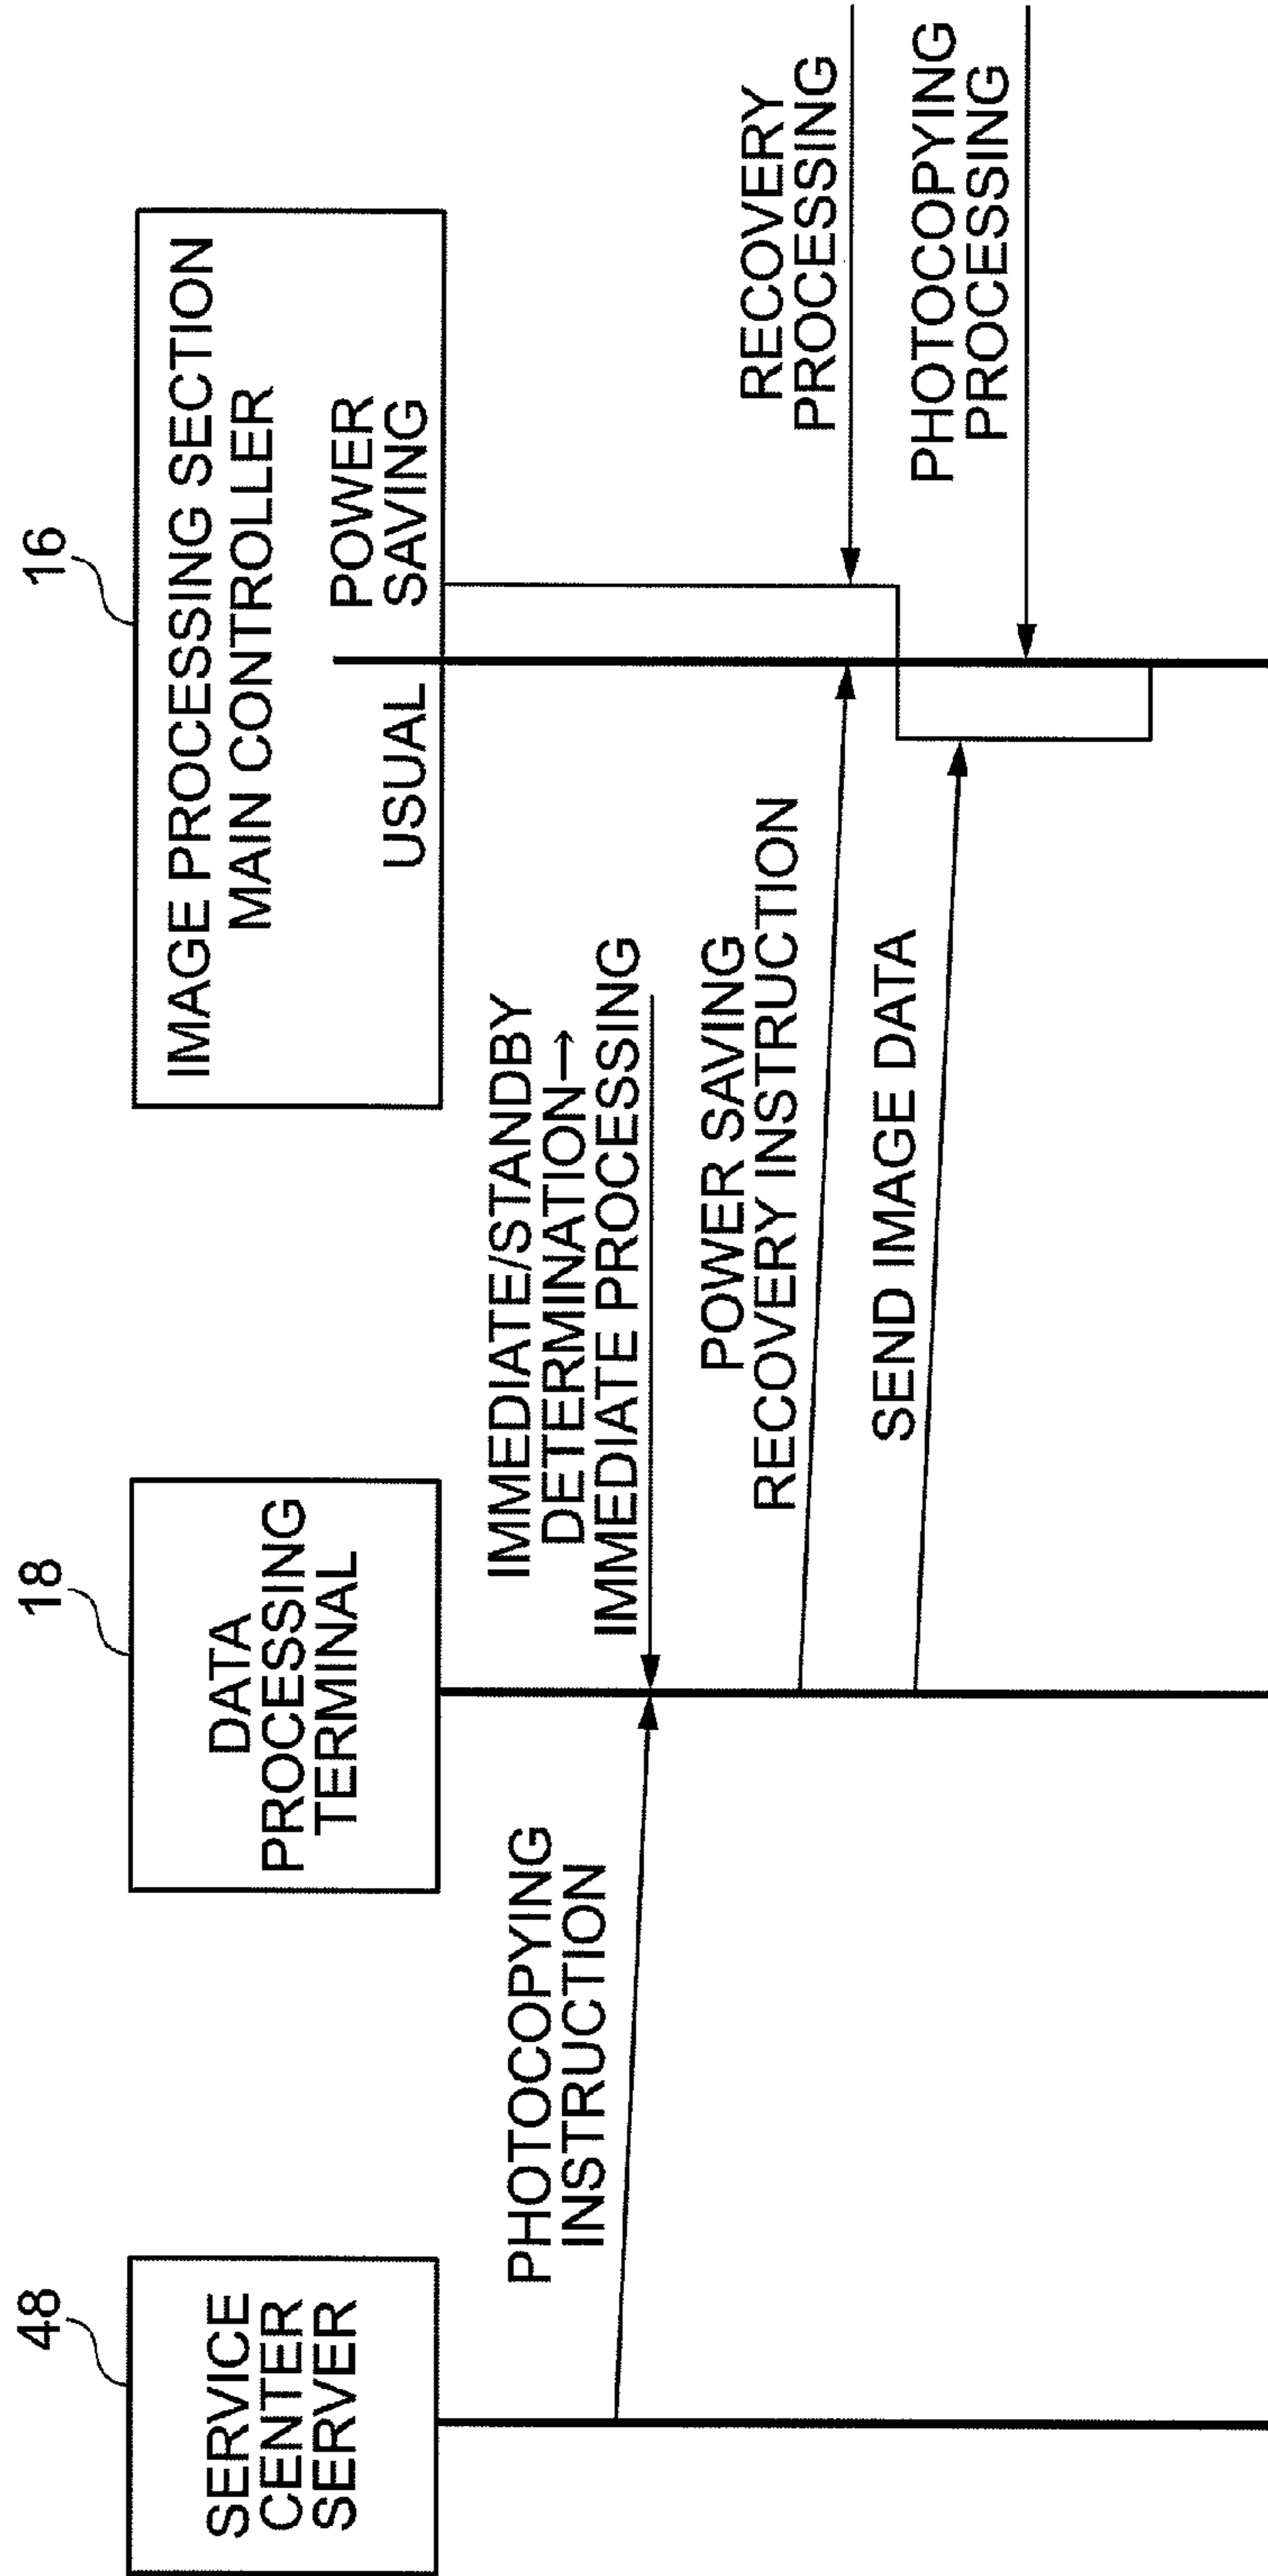 48
SERVICE
CENTER
SERVER
18
DATA
PROCESSING
TERMINAL
16
IMAGE PROCESSING SECTION
MAIN CONTROLLER
USUAL
POWER
SAVING
PHOTOCOPYING
INSTRUCTION
IMMEDIATE/STANDBY
DETERMINATION→
IMMEDIATE PROCESSING
POWER SAVING
RECOVERY INSTRUCTION
SEND IMAGE DATA
RECOVERY
PROCESSING
PHOTOCOPYING
PROCESSING